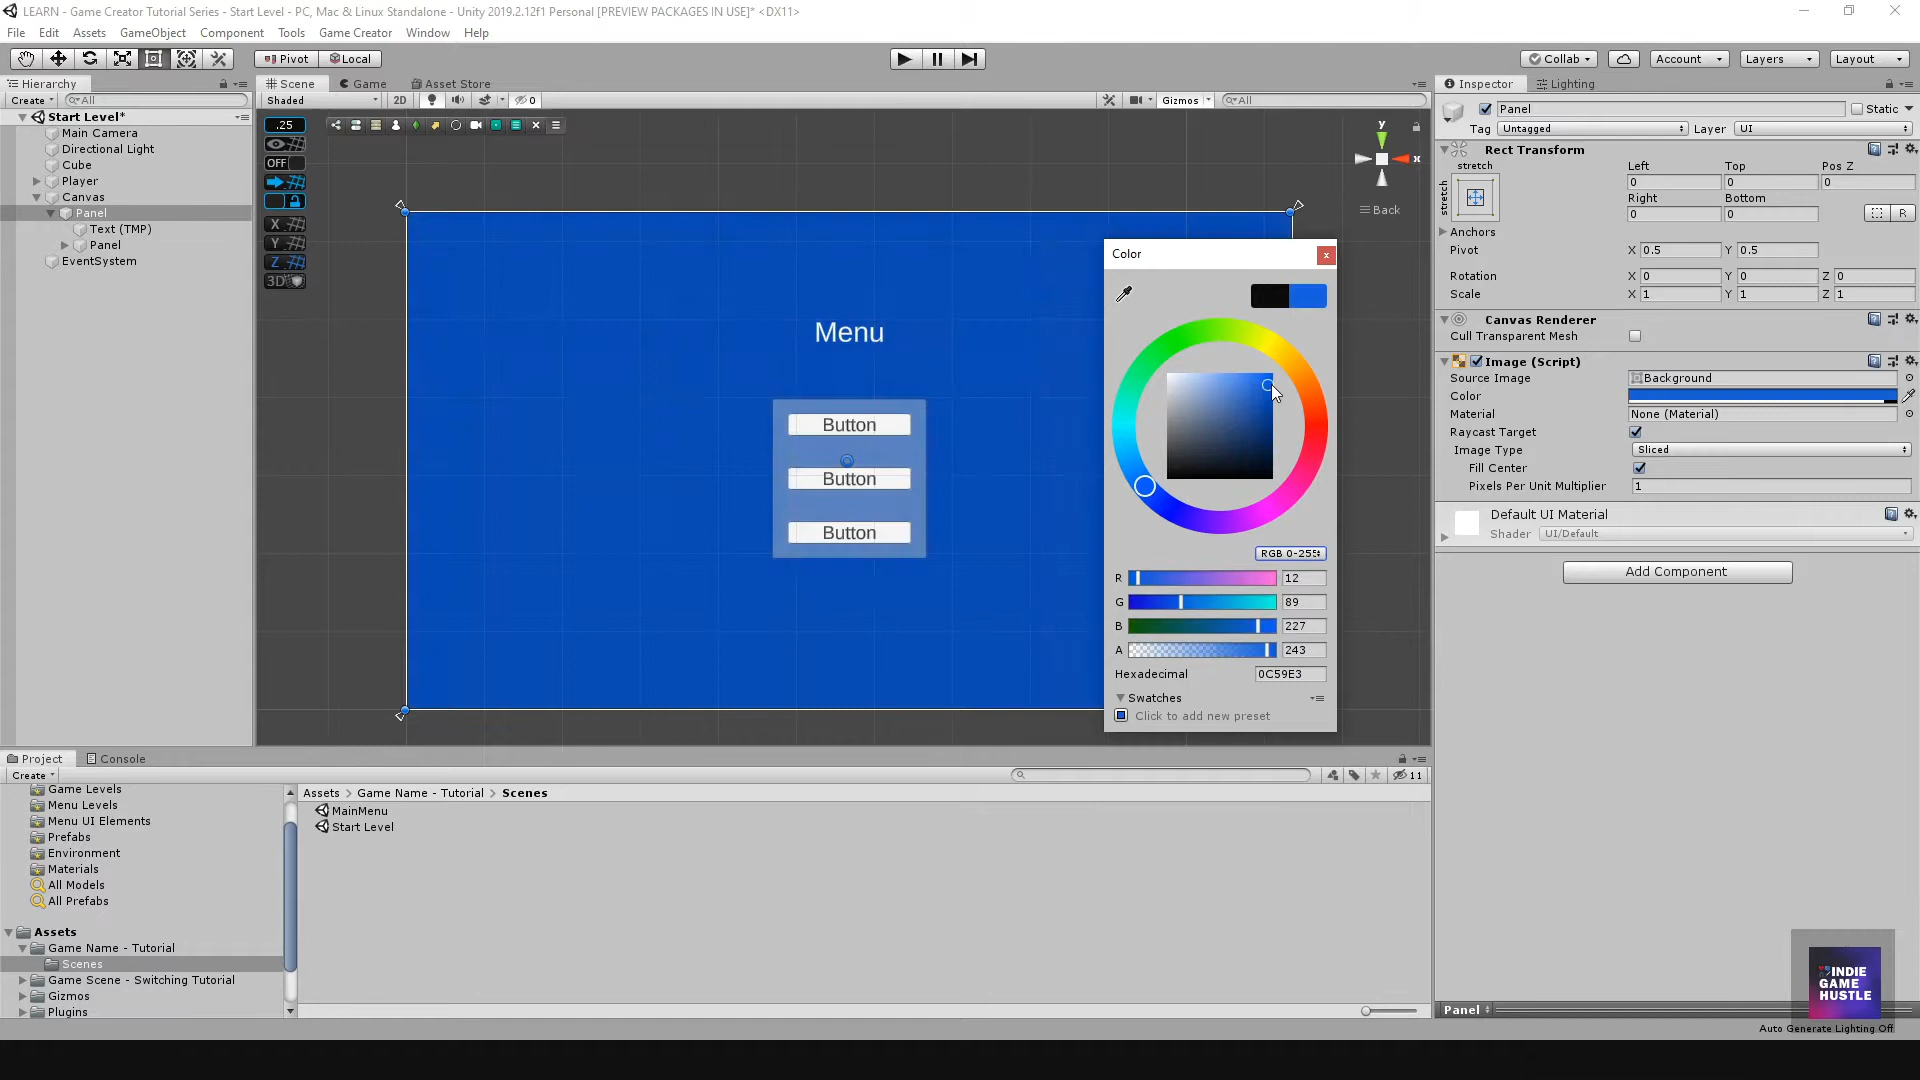 LEARN - Game Creator Tutorial Series - Start Level - PC, Mac & Linux Standalone - Unity 2019.2.12f1 Personal [PREVIEW PACKAGES IN USE]* <DX11>
File Edit Assets GameObject Component Tools Game Creator Window Help
Pivot Local Collab Account Layers Layout
Hierarchy
Create All
Start Level*
Main Camera
Directional Light
Cube
Player
Canvas
Panel
Text (TMP)
Panel
EventSystem
Scene Game Asset Store
Shaded 2D 0 Gizmos All
.25
OFF
X
Y
Z
3D
y
x
Back
Menu
Button
Button
Button
Color
RGB 0-255
R 12
G 89
B 227
A 243
Hexadecimal 0C59E3
Swatches
Click to add new preset
Inspector Lighting
Panel Static
Tag Untagged Layer UI
Rect Transform
stretch Left Top Pos Z
stretch 0 0 0
Right Bottom
0 0 R
Anchors
Pivot X 0.5 Y 0.5
Rotation X 0 Y 0 Z 0
Scale X 1 Y 1 Z 1
Canvas Renderer
Cull Transparent Mesh
Image (Script)
Source Image Background
Color
Material None (Material)
Raycast Target
Image Type Sliced
Fill Center
Pixels Per Unit Multiplier 1
Default UI Material
Shader UI/Default
Add Component
Project Console
Create 11
Game Levels
Menu Levels
Menu UI Elements
Prefabs
Environment
Materials
All Models
All Prefabs
Assets
Game Name - Tutorial
Scenes
Game Scene - Switching Tutorial
Gizmos
Plugins
Assets > Game Name - Tutorial > Scenes
MainMenu
Start Level
INDIE
GAME
HUSTLE
Panel
Auto Generate Lighting Off